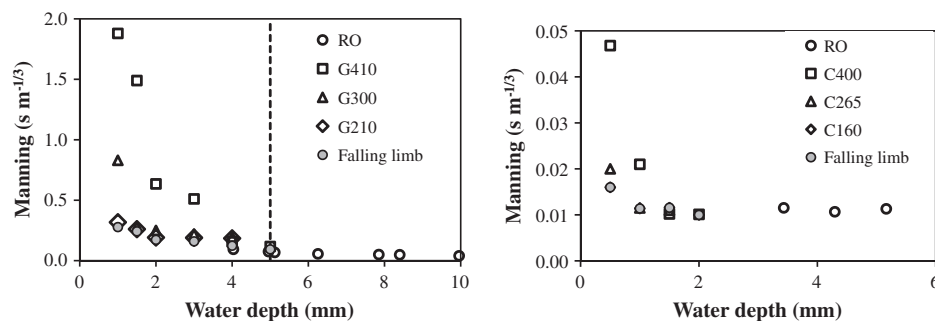 2.0
1.5
1.0
0.5
0.0
Manning (s m-1/3)
0
2
4
6
8
10
Water depth (mm)
RO
G410
G300
G210
Falling limb
0.05
0.04
0.03
0.02
0.01
0.00
Manning (s m-1/3)
0
2
4
6
Water depth (mm)
RO
C400
C265
C160
Falling limb